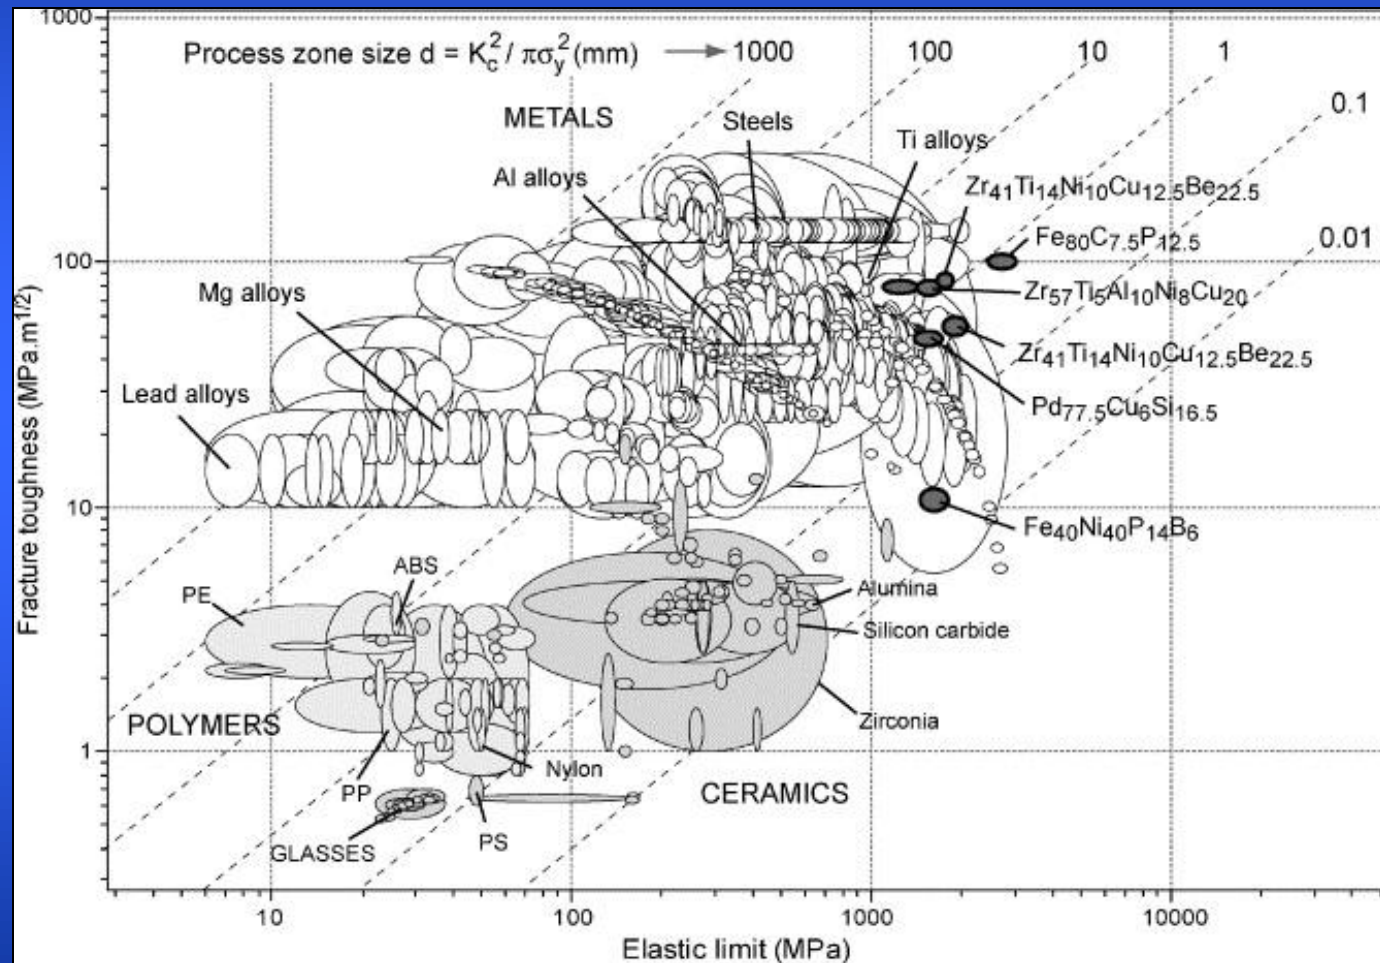 1000
Process zone size d = K_c^2 / πσ_y^2 (mm) → 1000 100 10 1
0.1
METALS
Steels
Ti alloys
Al alloys
Zr41Ti14Ni10Cu12.5Be22.5
Fe80C7.5P12.5
0.01
100
Mg alloys
Zr57Ti5Al10Ni8Cu20
Zr41Ti14Ni10Cu12.5Be22.5
Lead alloys
Pd77.5Cu6Si16.5
Fracture toughness (MPa.m^1/2)
10
Fe40Ni40P14B6
ABS
PE
Alumina
Silicon carbide
POLYMERS
Zirconia
1
Nylon
PP
CERAMICS
GLASSES
PS
10 100 1000 10000
Elastic limit (MPa)